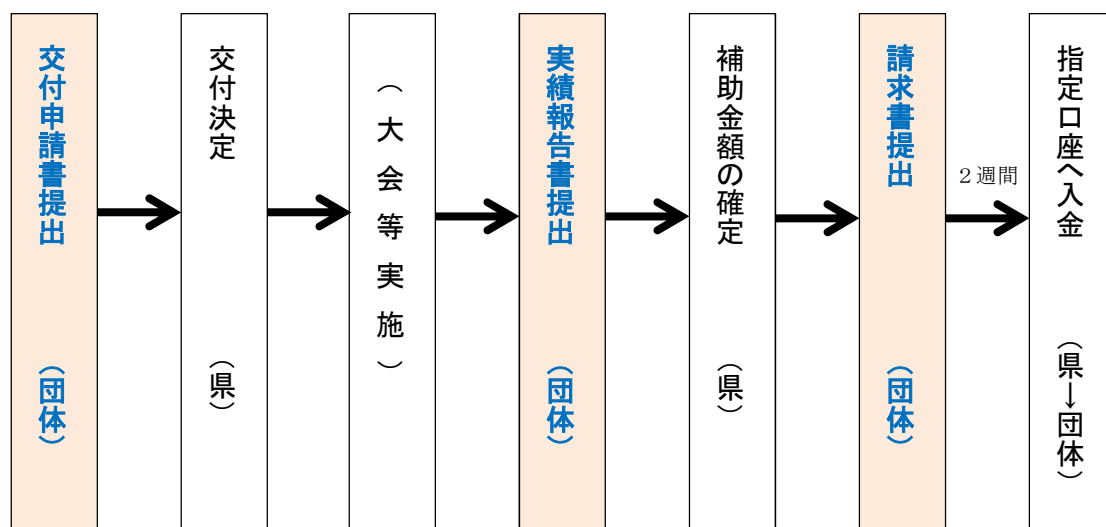 交付申請書提出
（団体）
交付決定
（県）
（大会等実施）
実績報告書提出
（団体）
補助金額の確定
（県）
請求書提出
（団体）
２週間
指定口座へ入金
（県→団体）